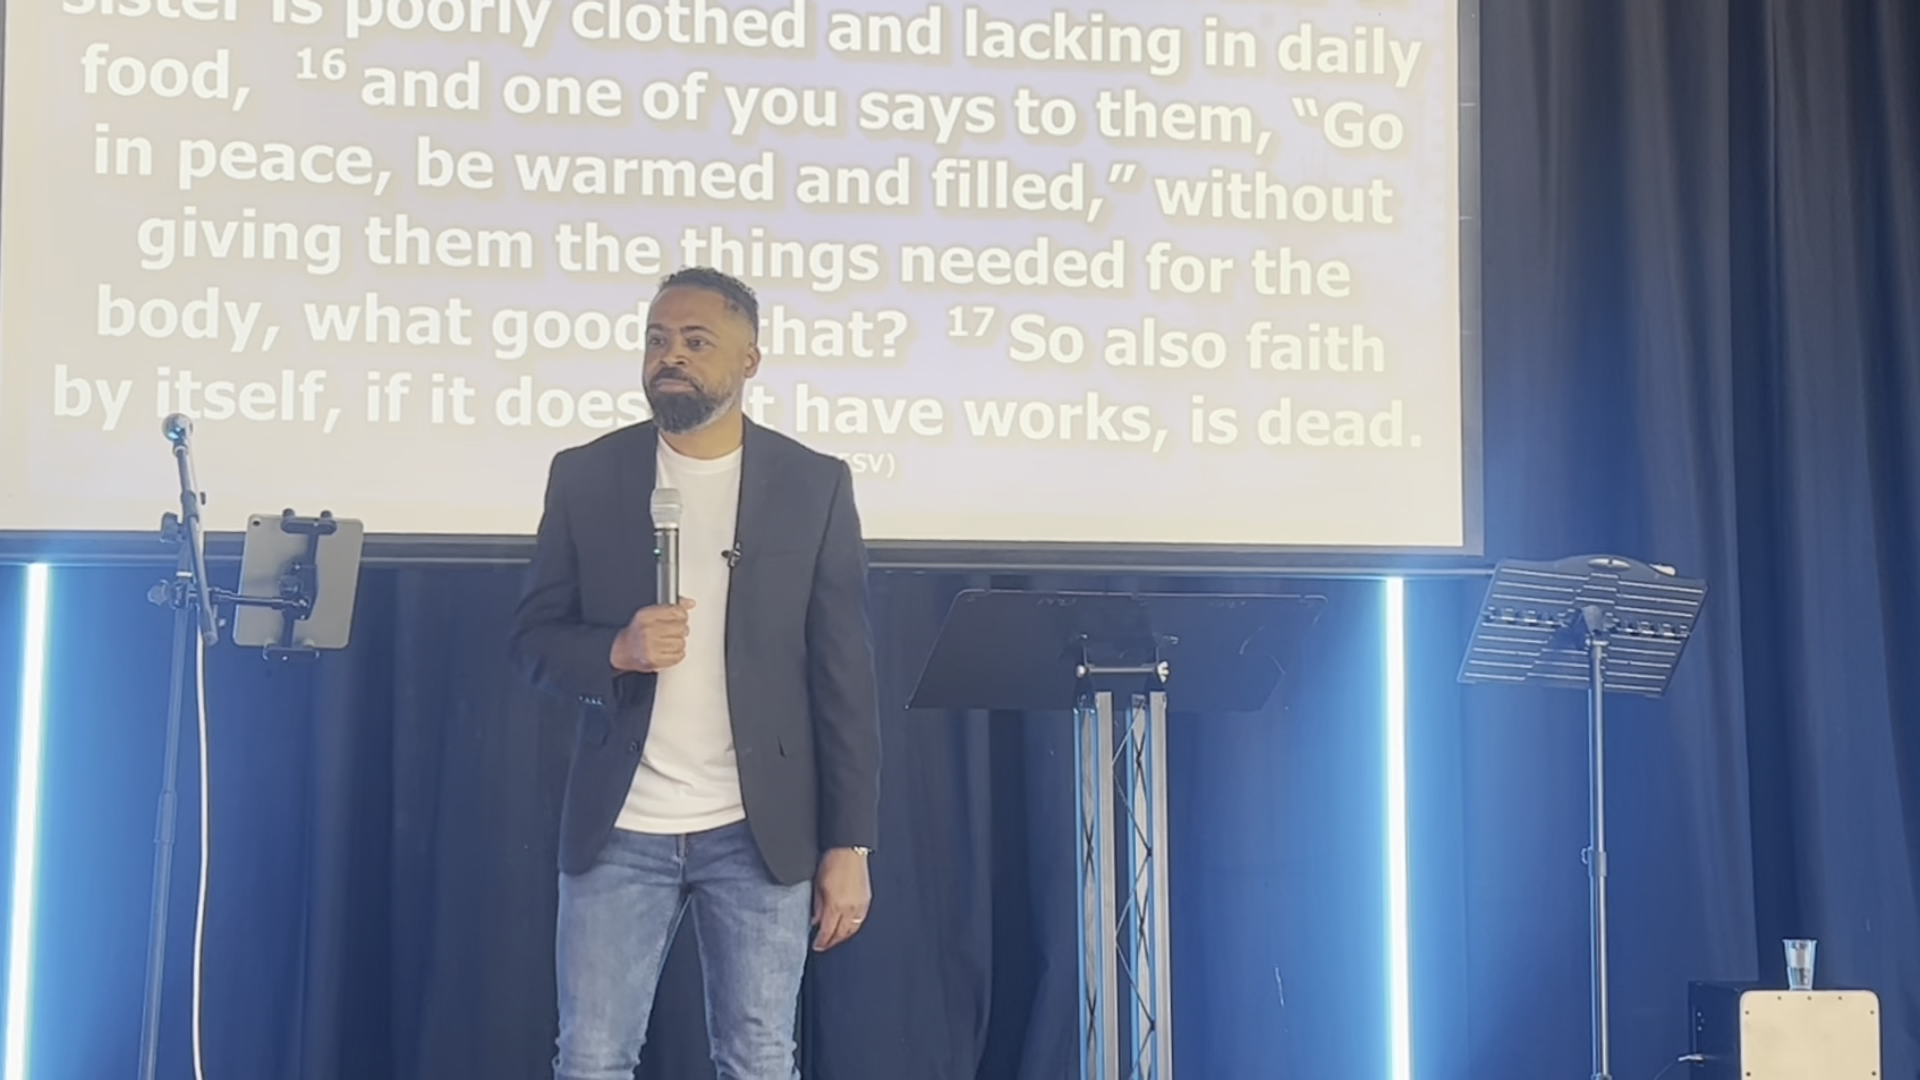 sister is poorly clothed and lacking in daily
food, 16 and one of you says to them, “Go
in peace, be warmed and filled,” without
giving them the things needed for the
body, what good that? 17 So also faith
by itself, if it does have works, is dead.
ESV)